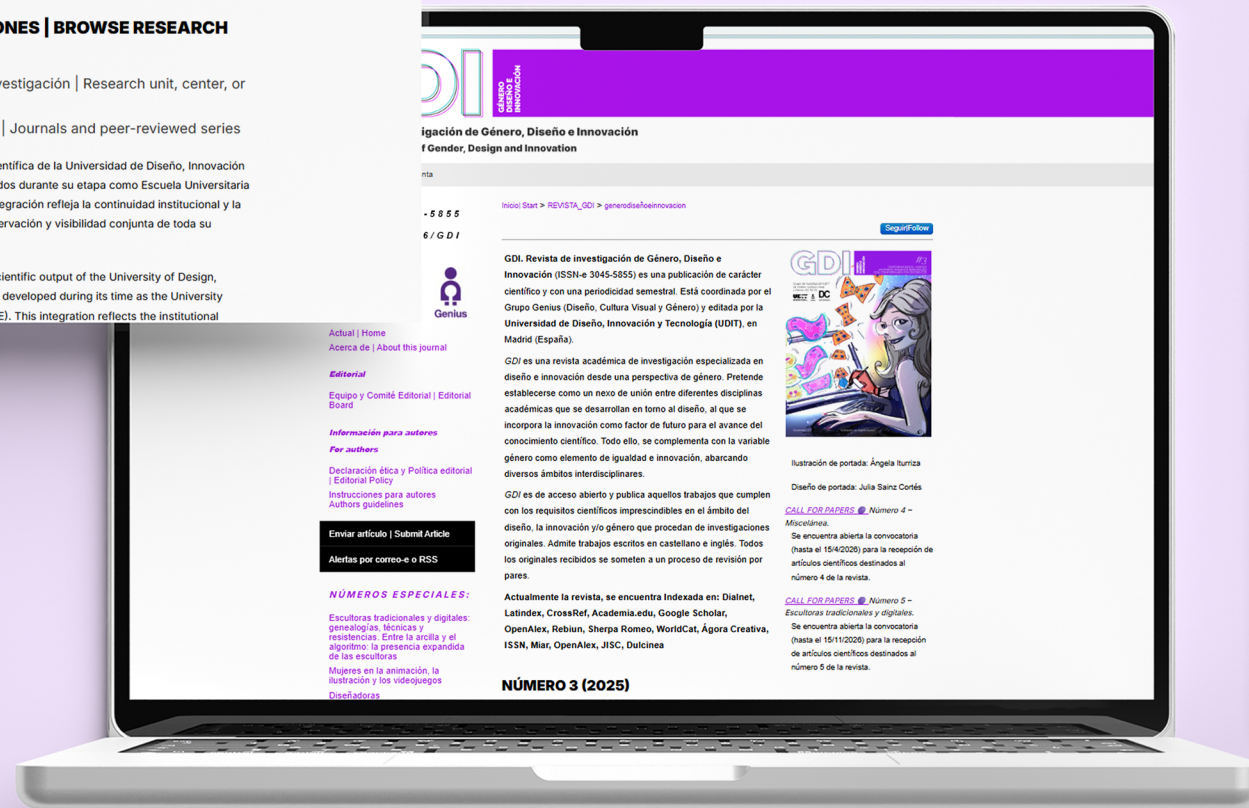 ONES | BROWSE RESEARCH
vestigación | Research unit, center, or
| Journals and peer-reviewed series
entífica de la Universidad de Diseño, Innovación
dos durante su etapa como Escuela Universitaria
egración refleja la continuidad institucional y la
ervación y visibilidad conjunta de toda su
cientific output of the University of Design,
developed during its time as the University
E). This integration reflects the institutional
GDI
GÉNERO
DISEÑO E
INNOVACIÓN
igación de Género, Diseño e Innovación
f Gender, Design and Innovation
nta
-5855
6/GDI
Genius
Actual | Home
Acerca de | About this journal
Editorial
Equipo y Comité Editorial | Editorial
Board
Información para autores
For authors
Declaración ética y Política editorial
| Editorial Policy
Instrucciones para autores
Authors guidelines
Enviar artículo | Submit Article
Alertas por correo-e o RSS
NÚMEROS ESPECIALES:
Escultoras tradicionales y digitales:
genealogías, técnicas y
resistencias. Entre la arcilla y el
algoritmo: la presencia expandida
de las escultoras
Mujeres en la animación, la
ilustración y los videojuegos
Diseñadoras
Inicio| Start > REVISTA_GDI > generodiseñoeinnovacion
Seguir|Follow
GDI. Revista de investigación de Género, Diseño e
Innovación (ISSN-e 3045-5855) es una publicación de carácter
científico y con una periodicidad semestral. Está coordinada por el
Grupo Genius (Diseño, Cultura Visual y Género) y editada por la
Universidad de Diseño, Innovación y Tecnología (UDIT), en
Madrid (España).
GDI es una revista académica de investigación especializada en
diseño e innovación desde una perspectiva de género. Pretende
establecerse como un nexo de unión entre diferentes disciplinas
académicas que se desarrollan en torno al diseño, al que se
incorpora la innovación como factor de futuro para el avance del
conocimiento científico. Todo ello, se complementa con la variable
género como elemento de igualdad e innovación, abarcando
diversos ámbitos interdisciplinares.
GDI es de acceso abierto y publica aquellos trabajos que cumplen
con los requisitos científicos imprescindibles en el ámbito del
diseño, la innovación y/o género que procedan de investigaciones
originales. Admite trabajos escritos en castellano e inglés. Todos
los originales recibidos se someten a un proceso de revisión por
pares.
Actualmente la revista, se encuentra Indexada en: Dialnet,
Latindex, CrossRef, Academia.edu, Google Scholar,
OpenAlex, Rebiun, Sherpa Romeo, WorldCat, Ágora Creativa,
ISSN, Miar, OpenAlex, JISC, Dulcinea
NÚMERO 3 (2025)
GDI
Ilustración de portada: Ángela Iturriza
Diseño de portada: Julia Sainz Cortés
CALL FOR PAPERS Número 4 –
Miscelánea.
Se encuentra abierta la convocatoria
(hasta el 15/4/2026) para la recepción de
artículos científicos destinados al
número 4 de la revista.
CALL FOR PAPERS Número 5 –
Escultoras tradicionales y digitales.
Se encuentra abierta la convocatoria
(hasta el 15/11/2026) para la recepción
de artículos científicos destinados al
número 5 de la revista.